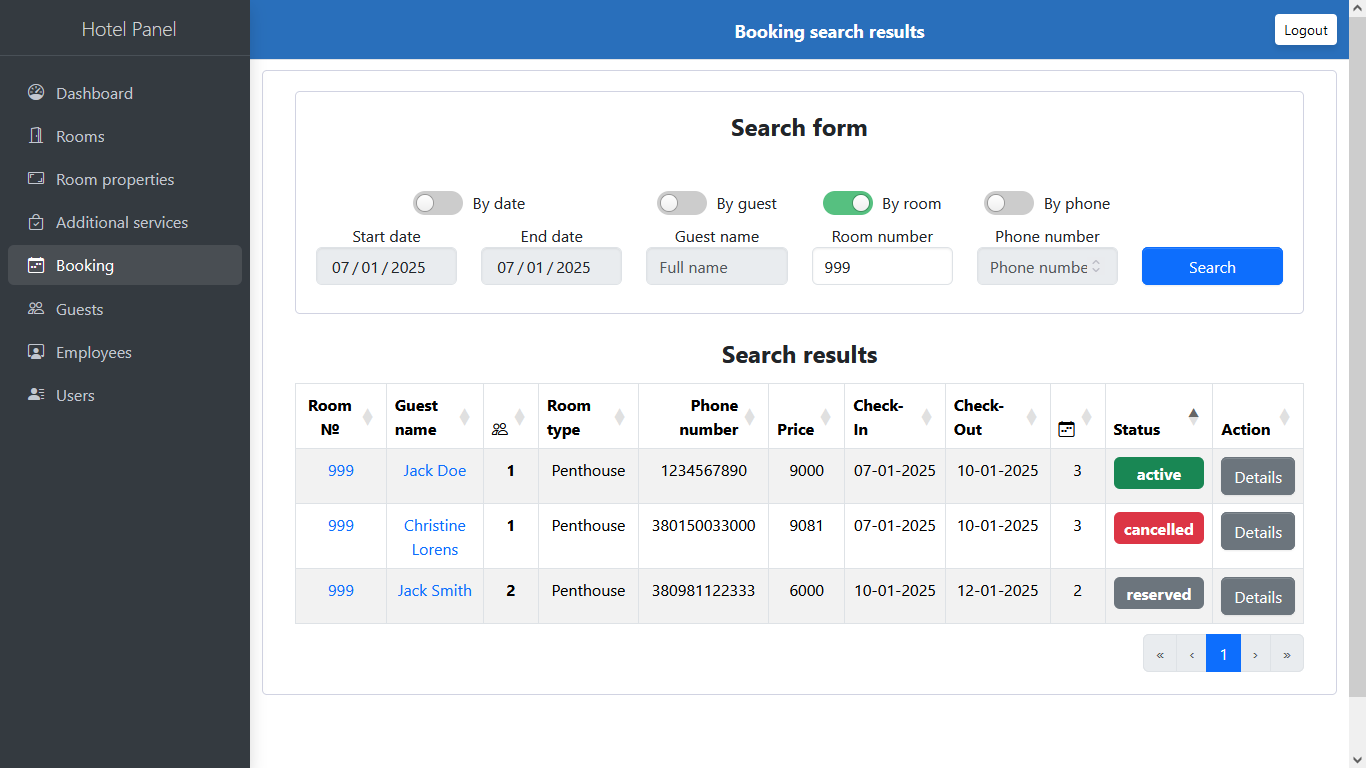 Hotel Panel
Booking search results
Logout
Dashboard
Rooms
Room properties
Additional services
Booking
Guests
Employees
Users
Search form
By date
By guest
By room
By phone
Start date
End date
Guest name
Room number
Phone number
07 / 01 / 2025
07 / 01 / 2025
Full name
999
Phone numbe
Search
Search results
Room № Guest name Room type Phone number Price Check-In Check-Out Status Action
999 Jack Doe 1 Penthouse 1234567890 9000 07-01-2025 10-01-2025 3 active Details
999 Christine Lorens 1 Penthouse 380150033000 9081 07-01-2025 10-01-2025 3 cancelled Details
999 Jack Smith 2 Penthouse 380981122333 6000 10-01-2025 12-01-2025 2 reserved Details
« ‹ 1 › »